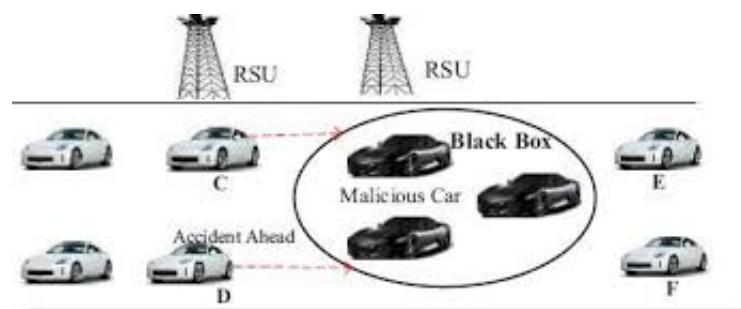 RSU
RSU
Black Box
C
Malicious Car
E
Accident Ahead
D
F